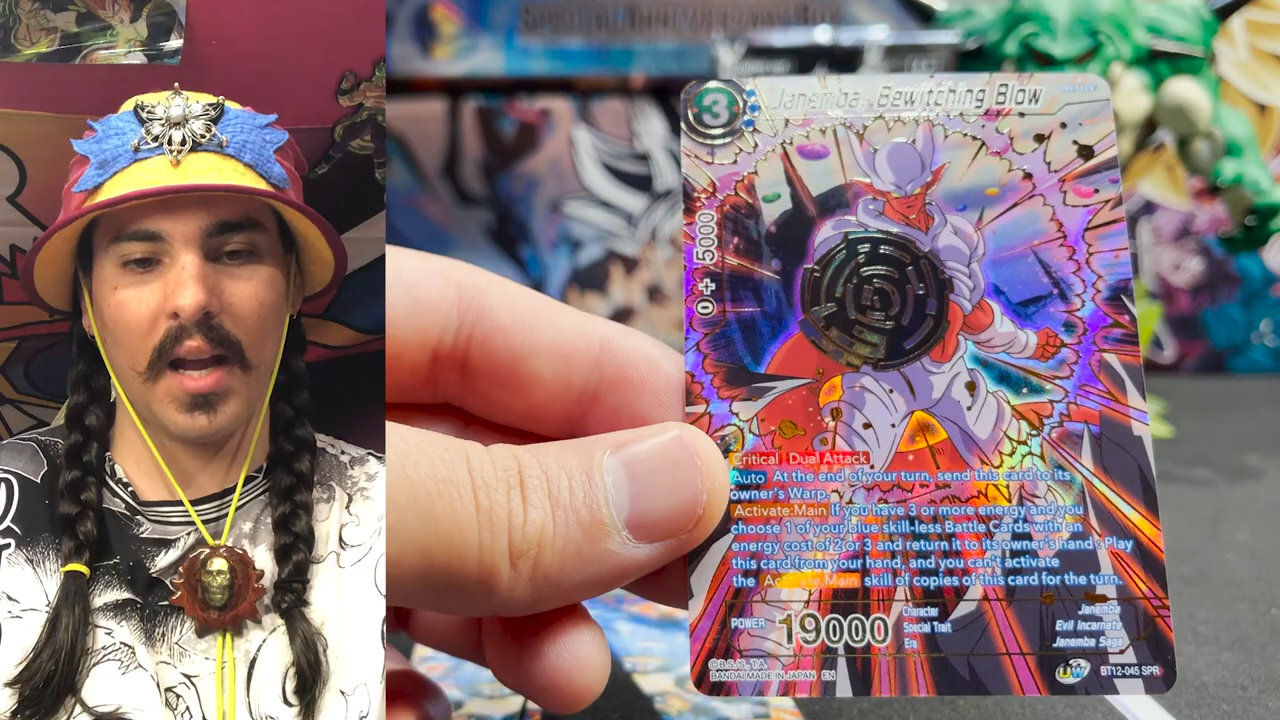 3
Janemba, Bewitching Blow
0 + 5000
Critical Dual Attack
Auto At the end of your turn, send this card to its
owner's Warp.
Activate:Main If you have 3 or more energy and you
choose 1 of your blue skill-less Battle Cards with an
energy cost of 2 or 3 and return it to its owner's hand : Play
this card from your hand, and you can't activate
the Activate:Main skill of copies of this card for the turn.
POWER 19000
Character Janemba
Special Trait Evil Incarnate
Era Janemba Saga
©B.S./S., T.A.
BANDAI MADE IN JAPAN EN
UW BT12-045 SPR